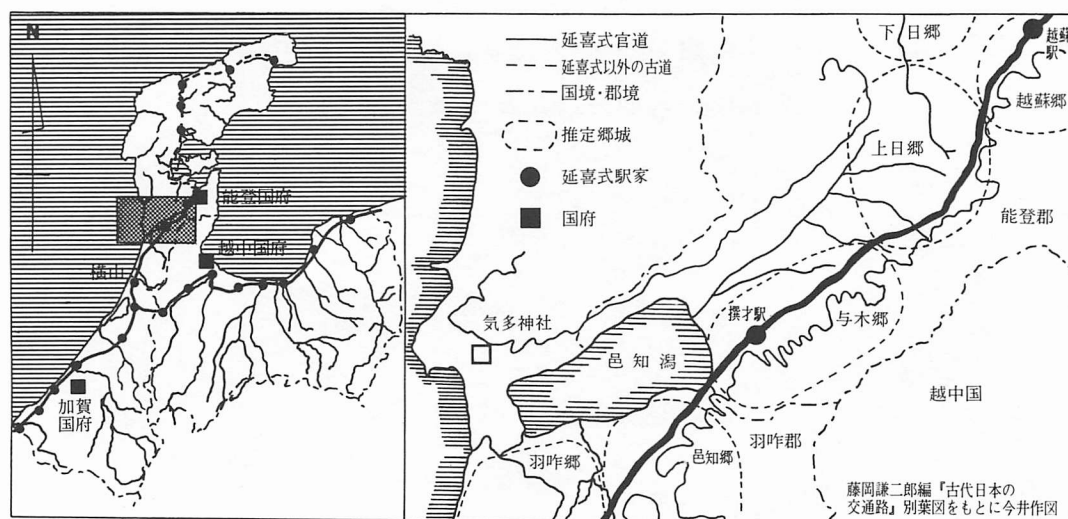 N
能登国府
越中国府
横山
加賀
国府
延喜式官道
延喜式以外の古道
国境・郡境
推定郷城
延喜式駅家
国府
下日郷
越蘇駅
越蘇郷
上日郷
能登郡
気多神社
邑知潟
撰才駅
与木郷
越中国
羽咋郷
邑知郷
羽咋郡
藤岡謙二郎編『古代日本の
交通路』別葉図をもとに今井作図